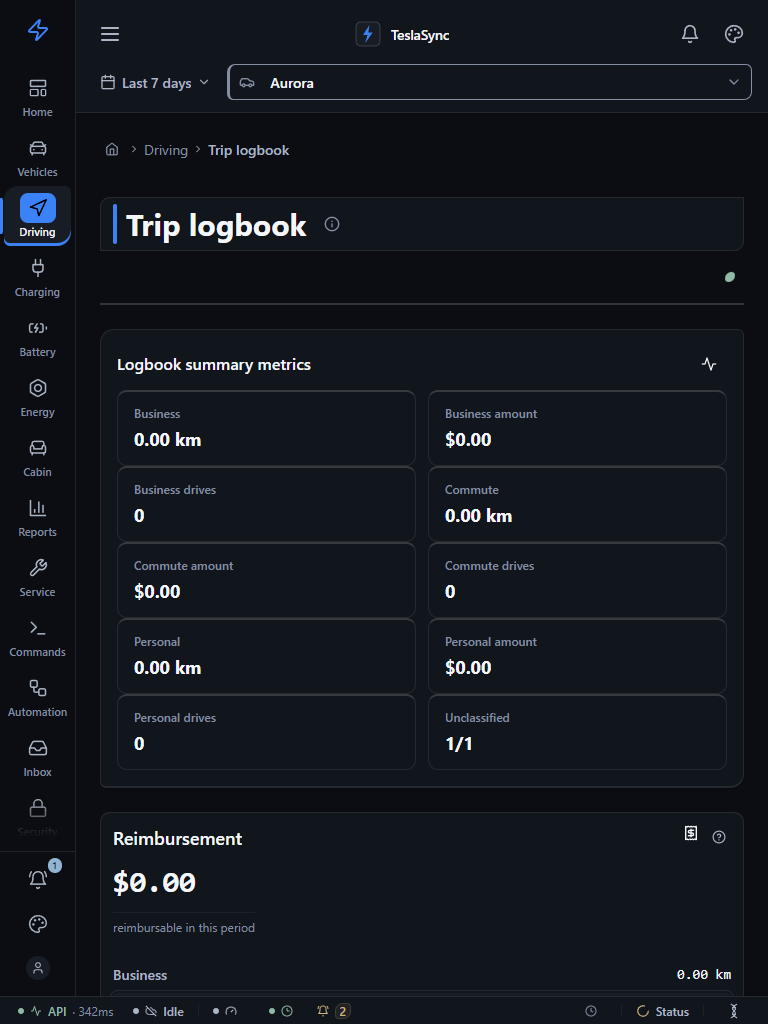 TeslaSync
Last 7 days
Aurora
Home
Vehicles
Driving
Charging
Battery
Energy
Cabin
Reports
Service
Commands
Automation
Inbox
Security
1
Driving
Trip logbook
Trip logbook
Logbook summary metrics
Business
0.00 km
Business amount
$0.00
Business drives
0
Commute
0.00 km
Commute amount
$0.00
Commute drives
0
Personal
0.00 km
Personal amount
$0.00
Personal drives
0
Unclassified
1/1
Reimbursement
$0.00
reimbursable in this period
Business
0.00 km
API · 342ms
Idle
2
Status